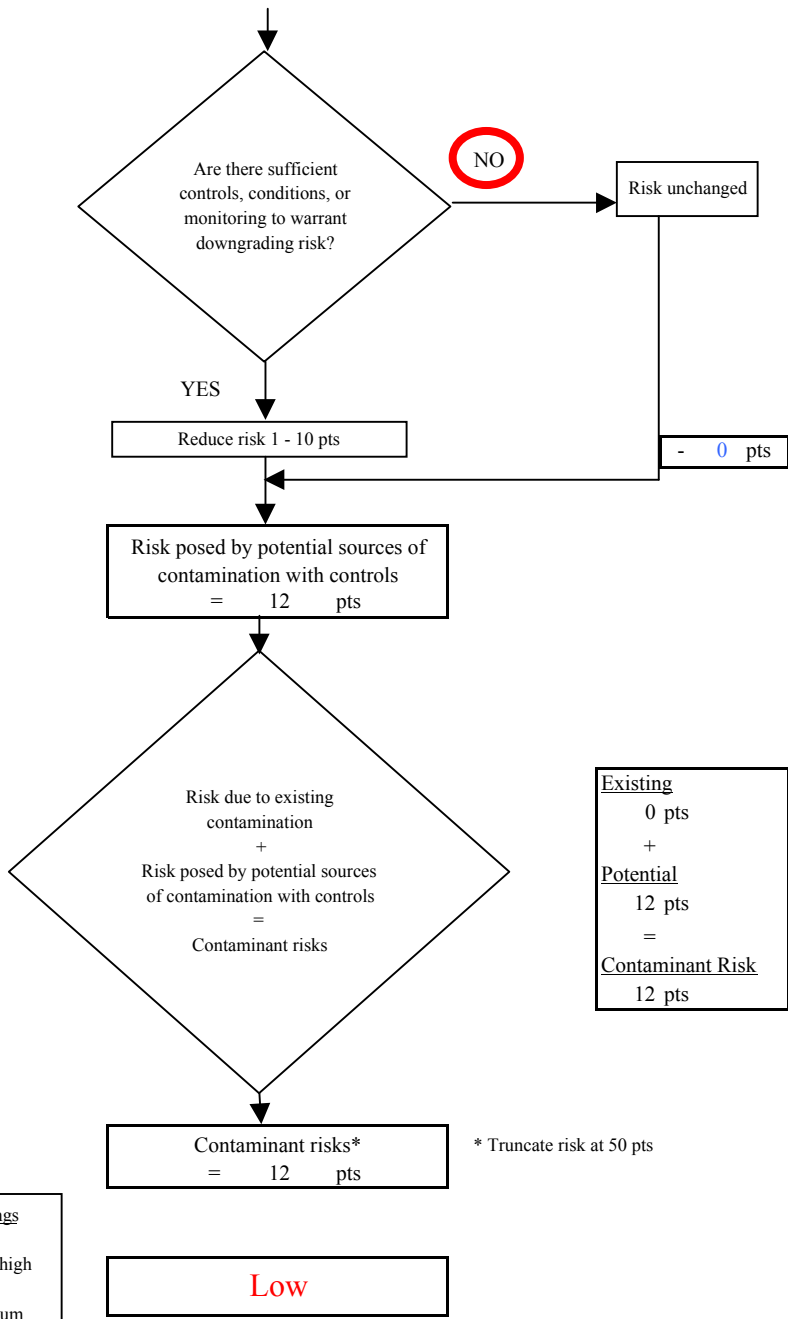 Are there sufficient
controls, conditions, or
monitoring to warrant
downgrading risk?
NO
Risk unchanged
YES
Reduce risk 1 - 10 pts
- 0 pts
Risk posed by potential sources of
contamination with controls
= 12 pts
Risk due to existing
contamination
+
Risk posed by potential sources
of contamination with controls
=
Contaminant risks
Existing
0 pts
+
Potential
12 pts
=
Contaminant Risk
12 pts
Contaminant risks*
= 12 pts
* Truncate risk at 50 pts
high
Low